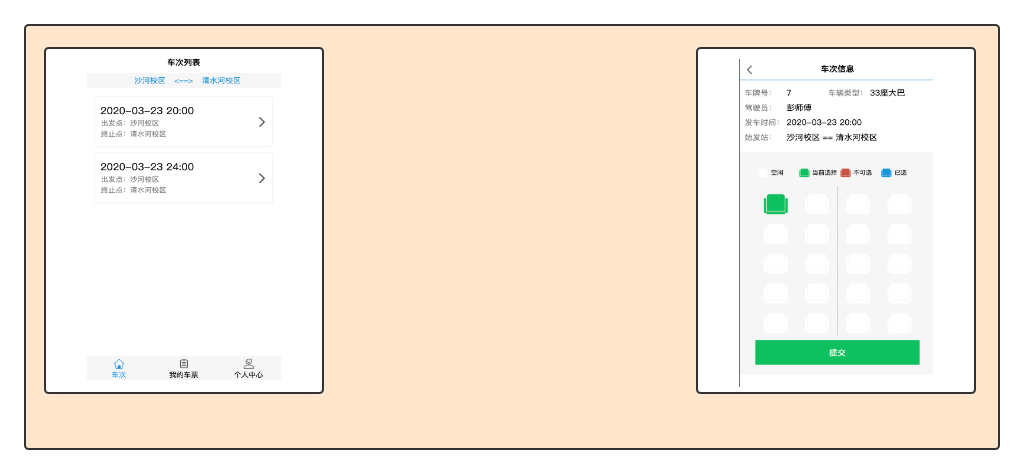 车次列表
沙河校区 <--> 清水河校区
2020-03-23 20:00
出发点：沙河校区
终止点：清水河校区
2020-03-23 24:00
出发点：沙河校区
终止点：清水河校区
车次 我的车票 个人中心
车次信息
车牌号： 7 车辆类型： 33座大巴
驾驶员： 彭师傅
发车时间： 2020-03-23 20:00
始发站： 沙河校区 == 清水河校区
空闲 当前选择 不可选 已选
提交